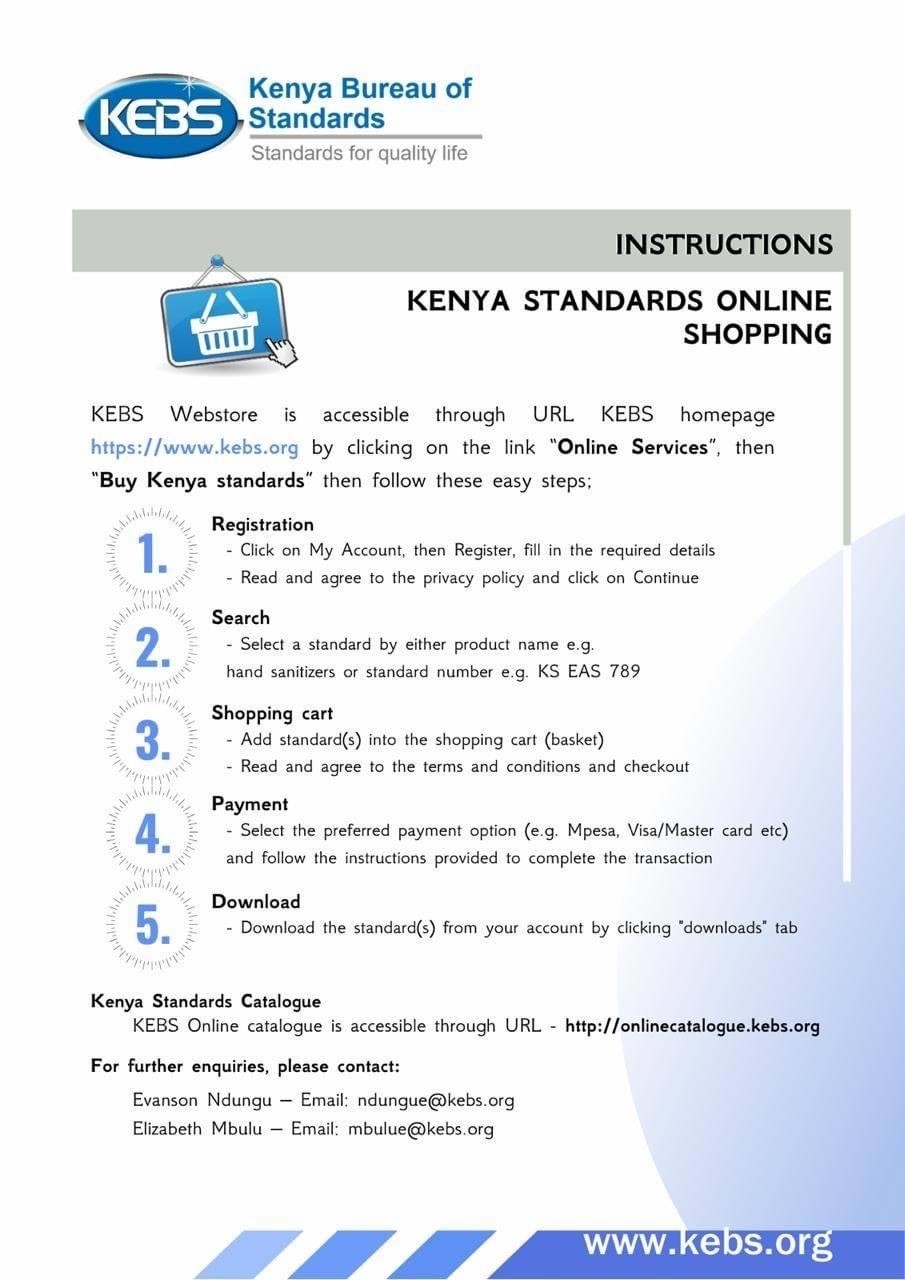 KEBS
Kenya Bureau of
Standards
Standards for quality life
INSTRUCTIONS
KENYA STANDARDS ONLINE
SHOPPING
KEBS Webstore is accessible through URL KEBS homepage
https://www.kebs.org by clicking on the link "Online Services", then
"Buy Kenya standards" then follow these easy steps;
1.
Registration
- Click on My Account, then Register, fill in the required details
- Read and agree to the privacy policy and click on Continue
2.
Search
- Select a standard by either product name e.g.
hand sanitizers or standard number e.g. KS EAS 789
3.
Shopping cart
- Add standard(s) into the shopping cart (basket)
- Read and agree to the terms and conditions and checkout
4.
Payment
- Select the preferred payment option (e.g. Mpesa, Visa/Master card etc)
and follow the instructions provided to complete the transaction
5.
Download
- Download the standard(s) from your account by clicking "downloads" tab
Kenya Standards Catalogue
KEBS Online catalogue is accessible through URL - http://onlinecatalogue.kebs.org
For further enquiries, please contact:
Evanson Ndungu – Email: ndungue@kebs.org
Elizabeth Mbulu – Email: mbulue@kebs.org
www.kebs.org